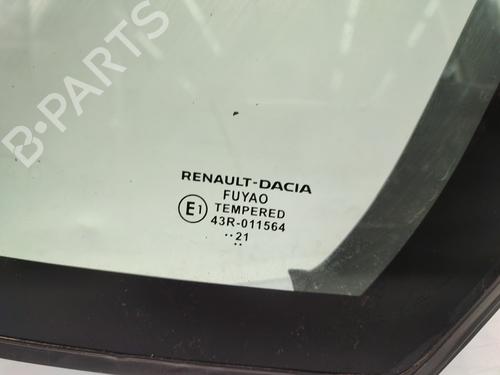 B-PARTS
RENAULT-DACIA
FUYAO
E1 TEMPERED
43R-011564
··21
··